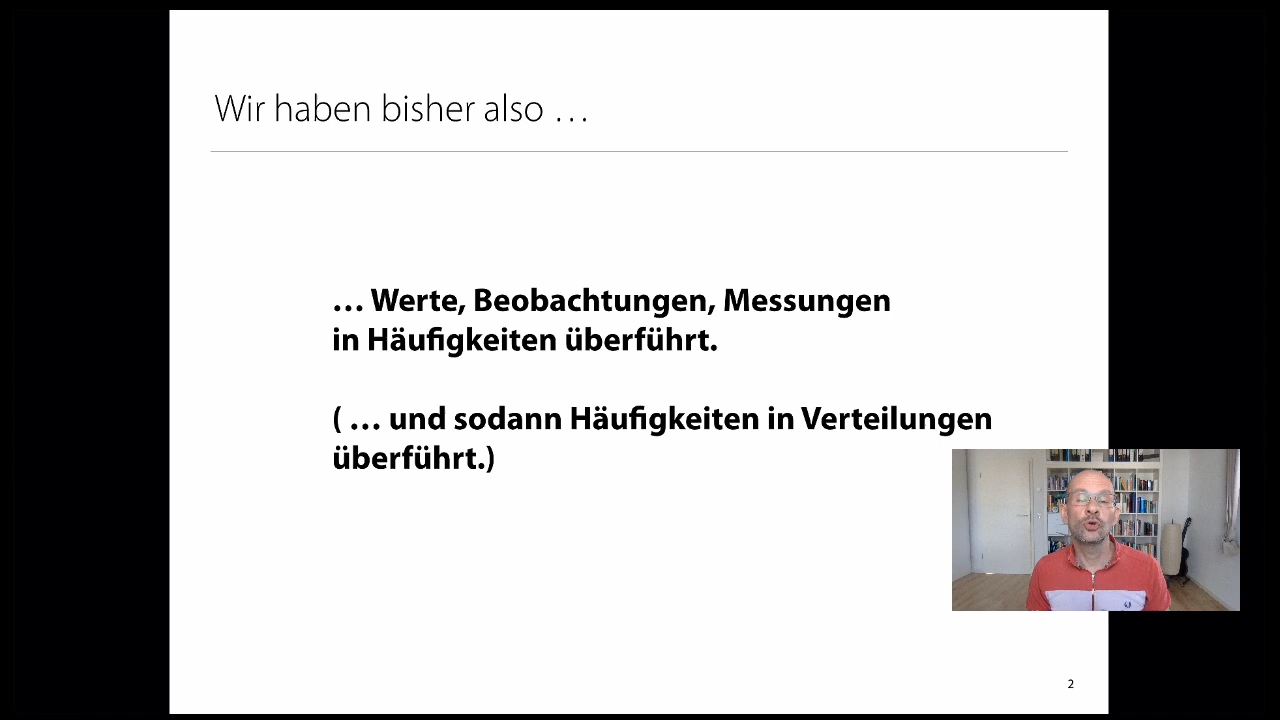 Wir haben bisher also …
… Werte, Beobachtungen, Messungen
in Häufigkeiten überführt.
( … und sodann Häufigkeiten in Verteilungen
überführt.)
2